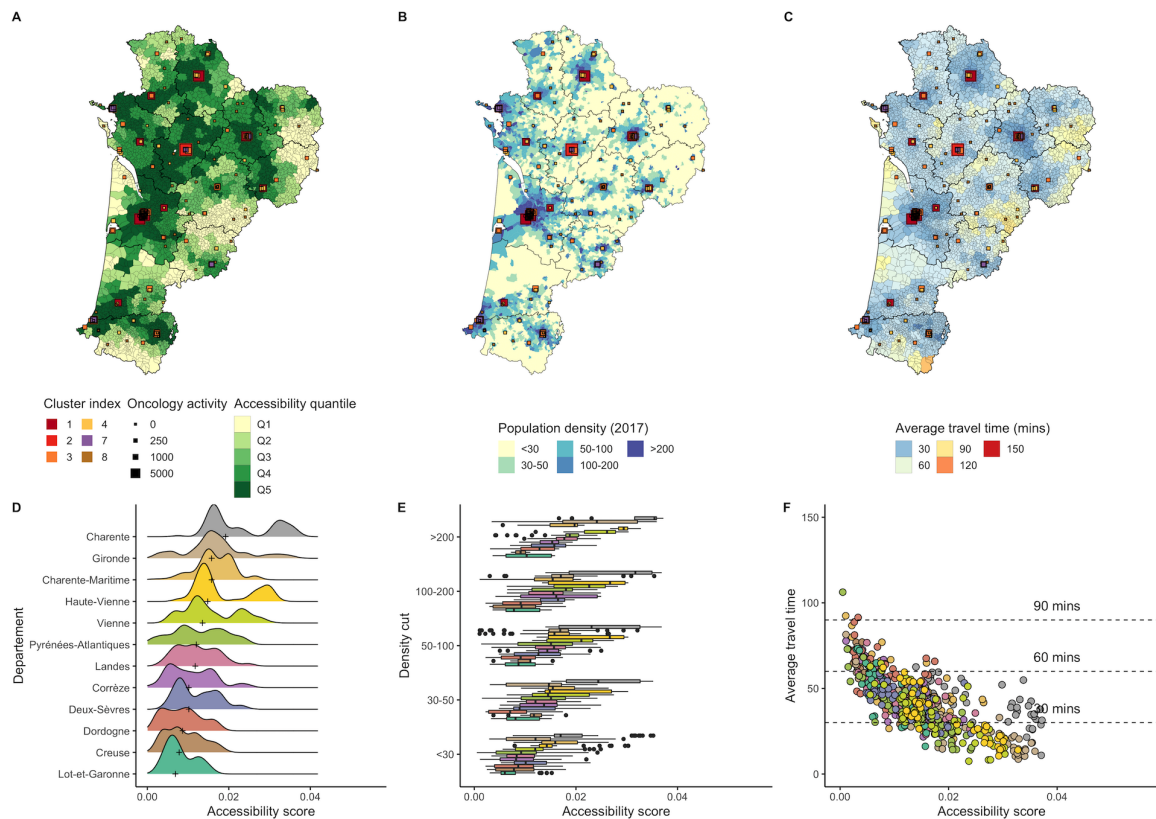 A
B
C
Cluster index
1
4
2
7
3
8
Oncology activity
0
250
1000
5000
Accessibility quantile
Q1
Q2
Q3
Q4
Q5
Population density (2017)
<30
50-100
>200
30-50
100-200
Average travel time (mins)
30
90
150
60
120
D
Departement
Charente
Gironde
Charente-Maritime
Haute-Vienne
Vienne
Pyrénées-Atlantiques
Landes
Corrèze
Deux-Sèvres
Dordogne
Creuse
Lot-et-Garonne
0.00
0.02
0.04
Accessibility score
E
Density cut
>200
100-200
50-100
30-50
<30
0.00
0.02
0.04
Accessibility score
F
Average travel time
150
100
50
0
90 mins
60 mins
30 mins
0.00
0.02
0.04
Accessibility score